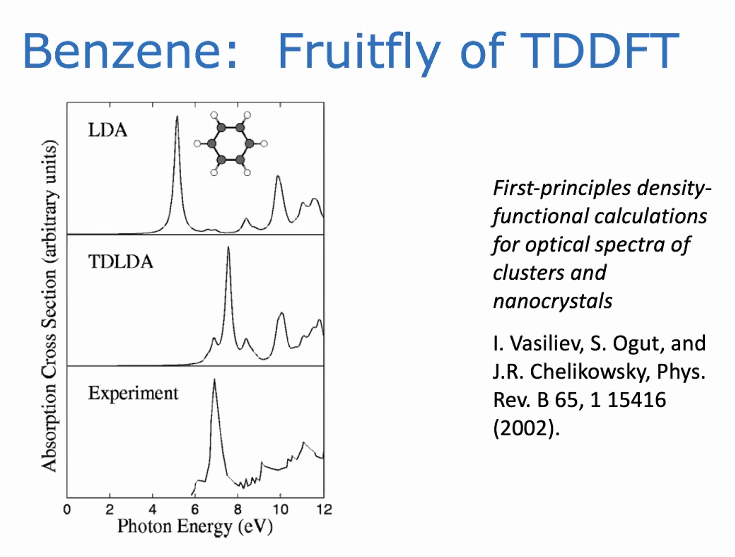 Benzene: Fruitfly of TDDFT
Absorption Cross Section (arbitrary units)
LDA
TDLDA
Experiment
0 2 4 6 8 10 12
Photon Energy (eV)
First-principles density-
functional calculations
for optical spectra of
clusters and
nanocrystals
I. Vasiliev, S. Ogut, and
J.R. Chelikowsky, Phys.
Rev. B 65, 1 15416
(2002).